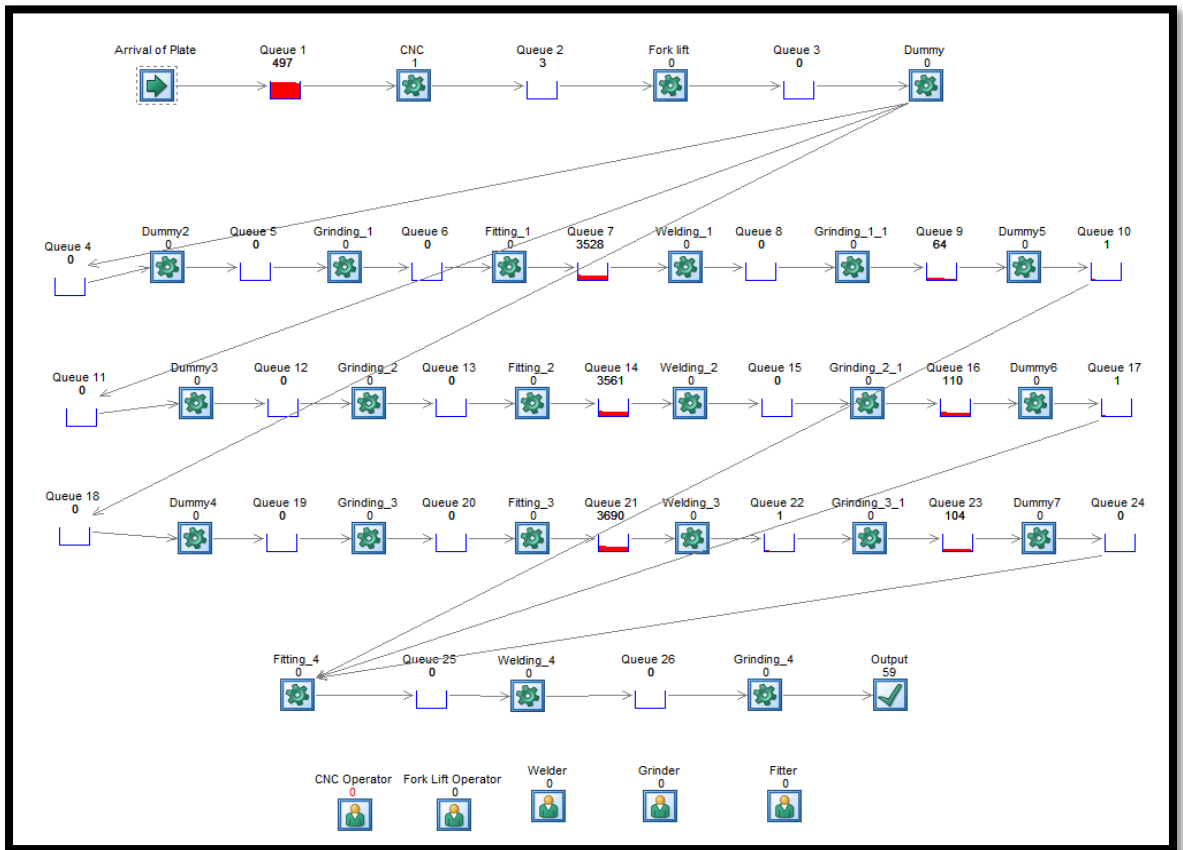 Arrival of Plate Queue 1 CNC Queue 2 Fork lift Queue 3 Dummy
497 1 3 0 0 0
Queue 4 Dummy2 Queue 5 Grinding_1 Queue 6 Fitting_1 Queue 7 Welding_1 Queue 8 Grinding_1_1 Queue 9 Dummy5 Queue 10
0 0 0 0 0 0 3528 0 0 0 64 0 1
Queue 11 Dummy3 Queue 12 Grinding_2 Queue 13 Fitting_2 Queue 14 Welding_2 Queue 15 Grinding_2_1 Queue 16 Dummy6 Queue 17
0 0 0 0 0 0 3561 0 0 0 110 0 1
Queue 18 Dummy4 Queue 19 Grinding_3 Queue 20 Fitting_3 Queue 21 Welding_3 Queue 22 Grinding_3_1 Queue 23 Dummy7 Queue 24
0 0 0 0 0 0 3690 0 1 0 104 0 0
Fitting_4 Queue 25 Welding_4 Queue 26 Grinding_4 Output
0 0 0 0 0 59
CNC Operator Fork Lift Operator Welder Grinder Fitter
0 0 0 0 0